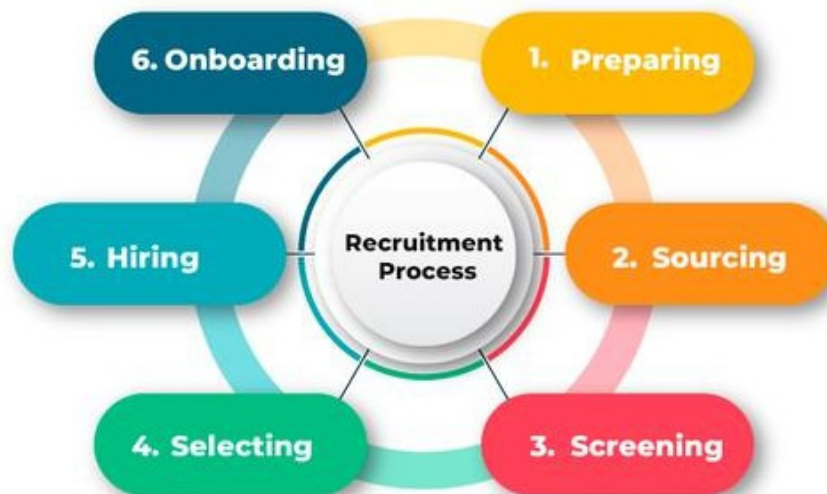 Recruitment
Process
1. Preparing
2. Sourcing
3. Screening
4. Selecting
5. Hiring
6. Onboarding